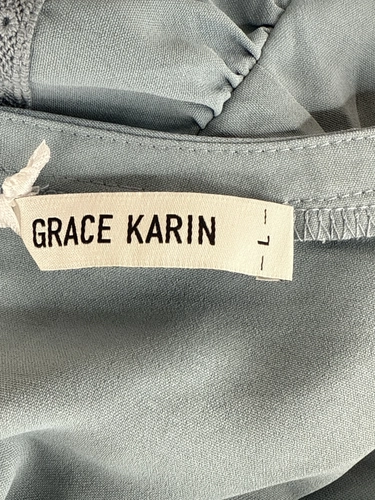 GRACE KARIN
- L -